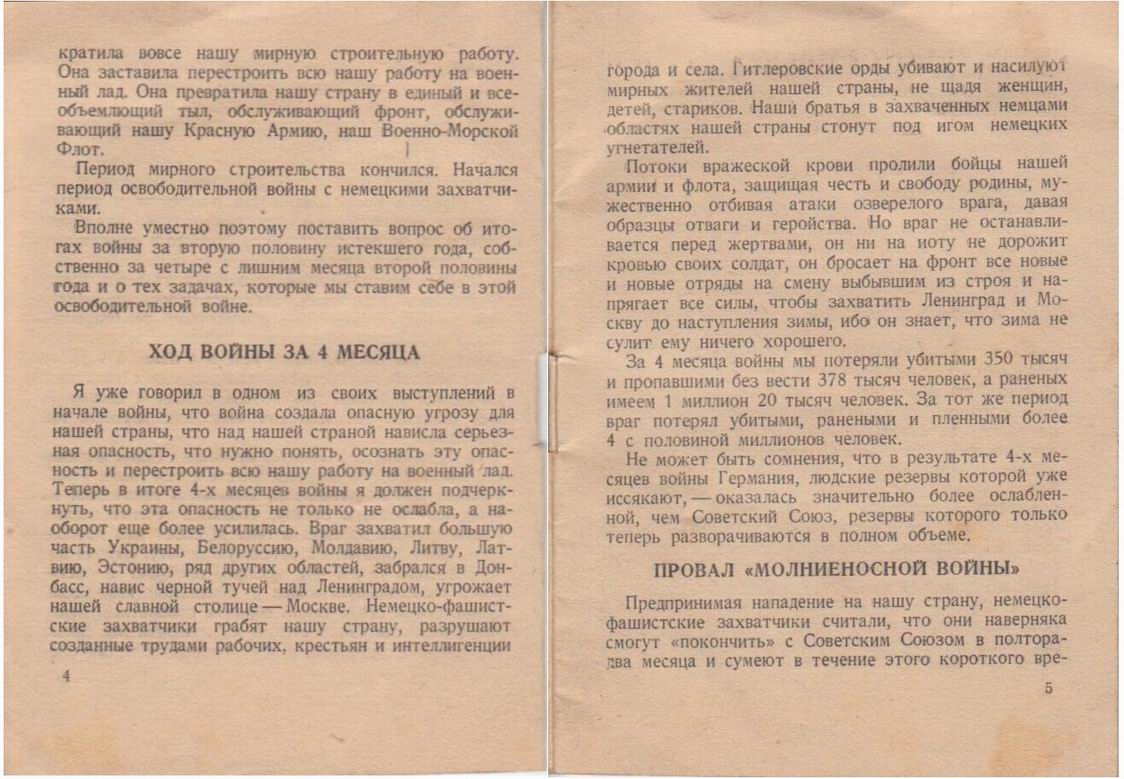 кратила вовсе нашу мирную строительную работу.
Она заставила перестроить всю нашу работу на воен-
ный лад. Она превратила нашу страну в единый и все-
объемлющий тыл, обслуживающий фронт, обслужи-
вающий нашу Красную Армию, наш Военно-Морской
Флот.
Период мирного строительства кончился. Начался
период освободительной войны с немецкими захватчи-
ками.
Вполне уместно поэтому поставить вопрос об ито-
гах войны за вторую половину истекшего года, соб-
ственно за четыре с лишним месяца второй половины
года и о тех задачах, которые мы ставим себе в этой
освободительной войне.
ХОД ВОЙНЫ ЗА 4 МЕСЯЦА
Я уже говорил в одном из своих выступлений в
начале войны, что война создала опасную угрозу для
нашей страны, что над нашей страной нависла серьез-
ная опасность, что нужно понять, осознать эту опас-
ность и перестроить всю нашу работу на военный лад.
Теперь в итоге 4-х месяцев войны я должен подчерк-
нуть, что эта опасность не только не ослабла, а на-
оборот еще более усилилась. Враг захватил большую
часть Украины, Белоруссию, Молдавию, Литву, Лат-
вию, Эстонию, ряд других областей, забрался в Дон-
басс, навис черной тучей над Ленинградом, угрожает
нашей славной столице — Москве. Немецко-фашист-
ские захватчики грабят нашу страну, разрушают
созданные трудами рабочих, крестьян и интеллигенции
4
города и села. Гитлеровские орды убивают и насилуют
мирных жителей нашей страны, не щадя женщин,
детей, стариков. Наши братья в захваченных немцами
областях нашей страны стонут под игом немецких
угнетателей.
Потоки вражеской крови пролили бойцы нашей
армии и флота, защищая честь и свободу родины, му-
жественно отбивая атаки озверелого врага, давая
образцы отваги и геройства. Но враг не останавли-
вается перед жертвами, он ни на иоту не дорожит
кровью своих солдат, он бросает на фронт все новые
и новые отряды на смену выбывшим из строя и на-
прягает все силы, чтобы захватить Ленинград и Мо-
скву до наступления зимы, ибо он знает, что зима не
сулит ему ничего хорошего.
За 4 месяца войны мы потеряли убитыми 350 тысяч
и пропавшими без вести 378 тысяч человек, а раненых
имеем 1 миллион 20 тысяч человек. За тот же период
враг потерял убитыми, ранеными и пленными более
4 с половиной миллионов человек.
Не может быть сомнения, что в результате 4-х ме-
сяцев войны Германия, людские резервы которой уже
иссякают, — оказалась значительно более ослаблен-
ной, чем Советский Союз, резервы которого только
теперь разворачиваются в полном объеме.
ПРОВАЛ «МОЛНИЕНОСНОЙ ВОЙНЫ»
Предпринимая нападение на нашу страну, немецко-
фашистские захватчики считали, что они наверняка
смогут «покончить» с Советским Союзом в полтора-
два месяца и сумеют в течение этого короткого вре-
5